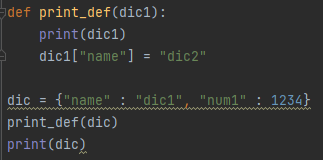 def print_def(dic1):
    print(dic1)
    dic1["name"] = "dic2"
dic = {"name" : "dic1", "num1" : 1234}
print_def(dic)
print(dic)